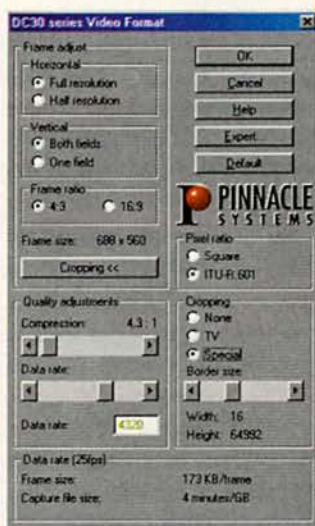 DC30 series Video Format
Frame adjust
Horizontal
Full resolution
Half resolution
Vertical
Both fields
One field
Frame ratio
4:3 16:9
Frame size: 688 x 560
Cropping <<
OK
Cancel
Help
Expert
Default
PINNACLE
SYSTEMS
Pixel ratio
Square
ITU-R.601
Quality adjustments
Compression: 4.3 : 1
Data rate:
Data rate: 4320
Cropping
None
TV
Special
Border size:
Width: 16
Height: 64992
Data rate (25fps)
Frame size: 173 KB/frame
Capture file size: 4 minutes/GB